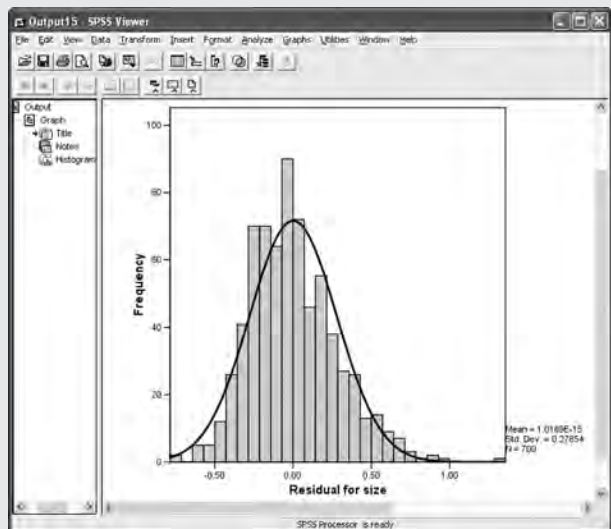 Output15 - SPSS Viewer
File Edit View Data Transform Insert Format Analyze Graphs Utilities Window Help
Output
Graph
Title
Notes
Histogram
100
80
60
40
20
0
Frequency
-0.50 0.00 0.50 1.00
Residual for size
Mean = 1.0169E-15
Std. Dev. = 0.27854
N = 700
SPSS Processor is ready